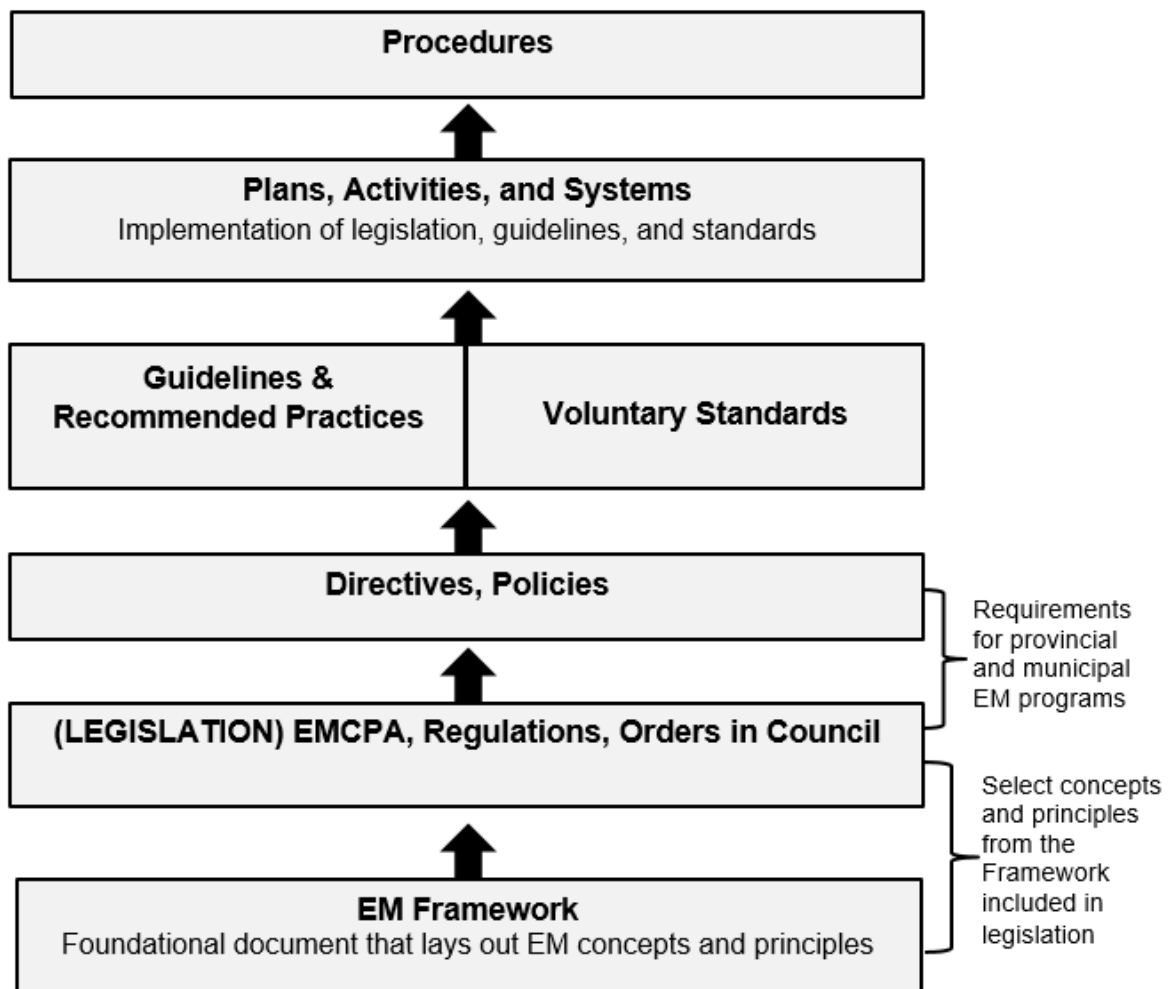 Procedures
Plans, Activities, and Systems
Implementation of legislation, guidelines, and standards
Guidelines &
Recommended Practices
Voluntary Standards
Directives, Policies
Requirements
for provincial
and municipal
EM programs
(LEGISLATION) EMCPA, Regulations, Orders in Council
Select concepts
and principles
from the
Framework
included in
legislation
EM Framework
Foundational document that lays out EM concepts and principles